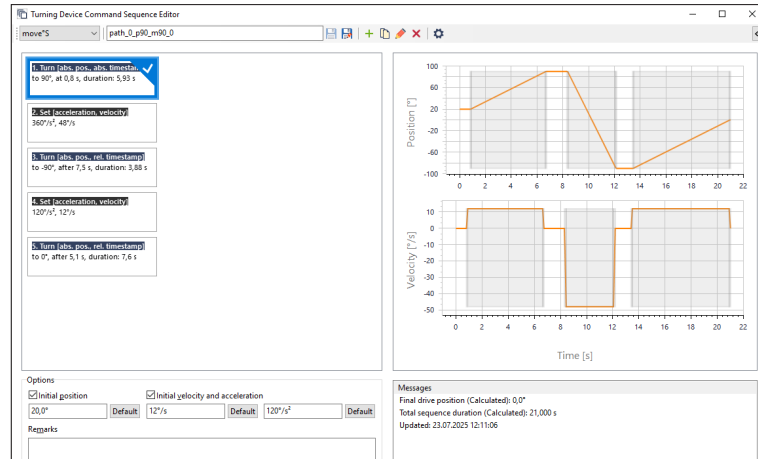 Turning Device Command Sequence Editor
move*S
path_0_p90_m90_0
1. Turn [abs. pos., abs. timestamp]
to 90°, at 0,8 s, duration: 5,93 s
2. Set [acceleration, velocity]
360°/s², 48°/s
3. Turn [abs. pos., rel. timestamp]
to -90°, after 7,5 s, duration: 3,88 s
4. Set [acceleration, velocity]
120°/s², 12°/s
5. Turn [abs. pos., rel. timestamp]
to 0°, after 5,1 s, duration: 7,6 s
Position [°]
100
60
20
-20
-60
-100
0 2 4 6 8 10 12 14 16 18 20 22
Velocity [°/s]
10
0
-10
-20
-30
-40
-50
0 2 4 6 8 10 12 14 16 18 20 22
Time [s]
Options
Initial position
Initial velocity and acceleration
20,0° Default 12°/s Default 120°/s² Default
Remarks
Messages
Final drive position (Calculated): 0,0°
Total sequence duration (Calculated): 21,000 s
Updated: 23.07.2025 12:11:06